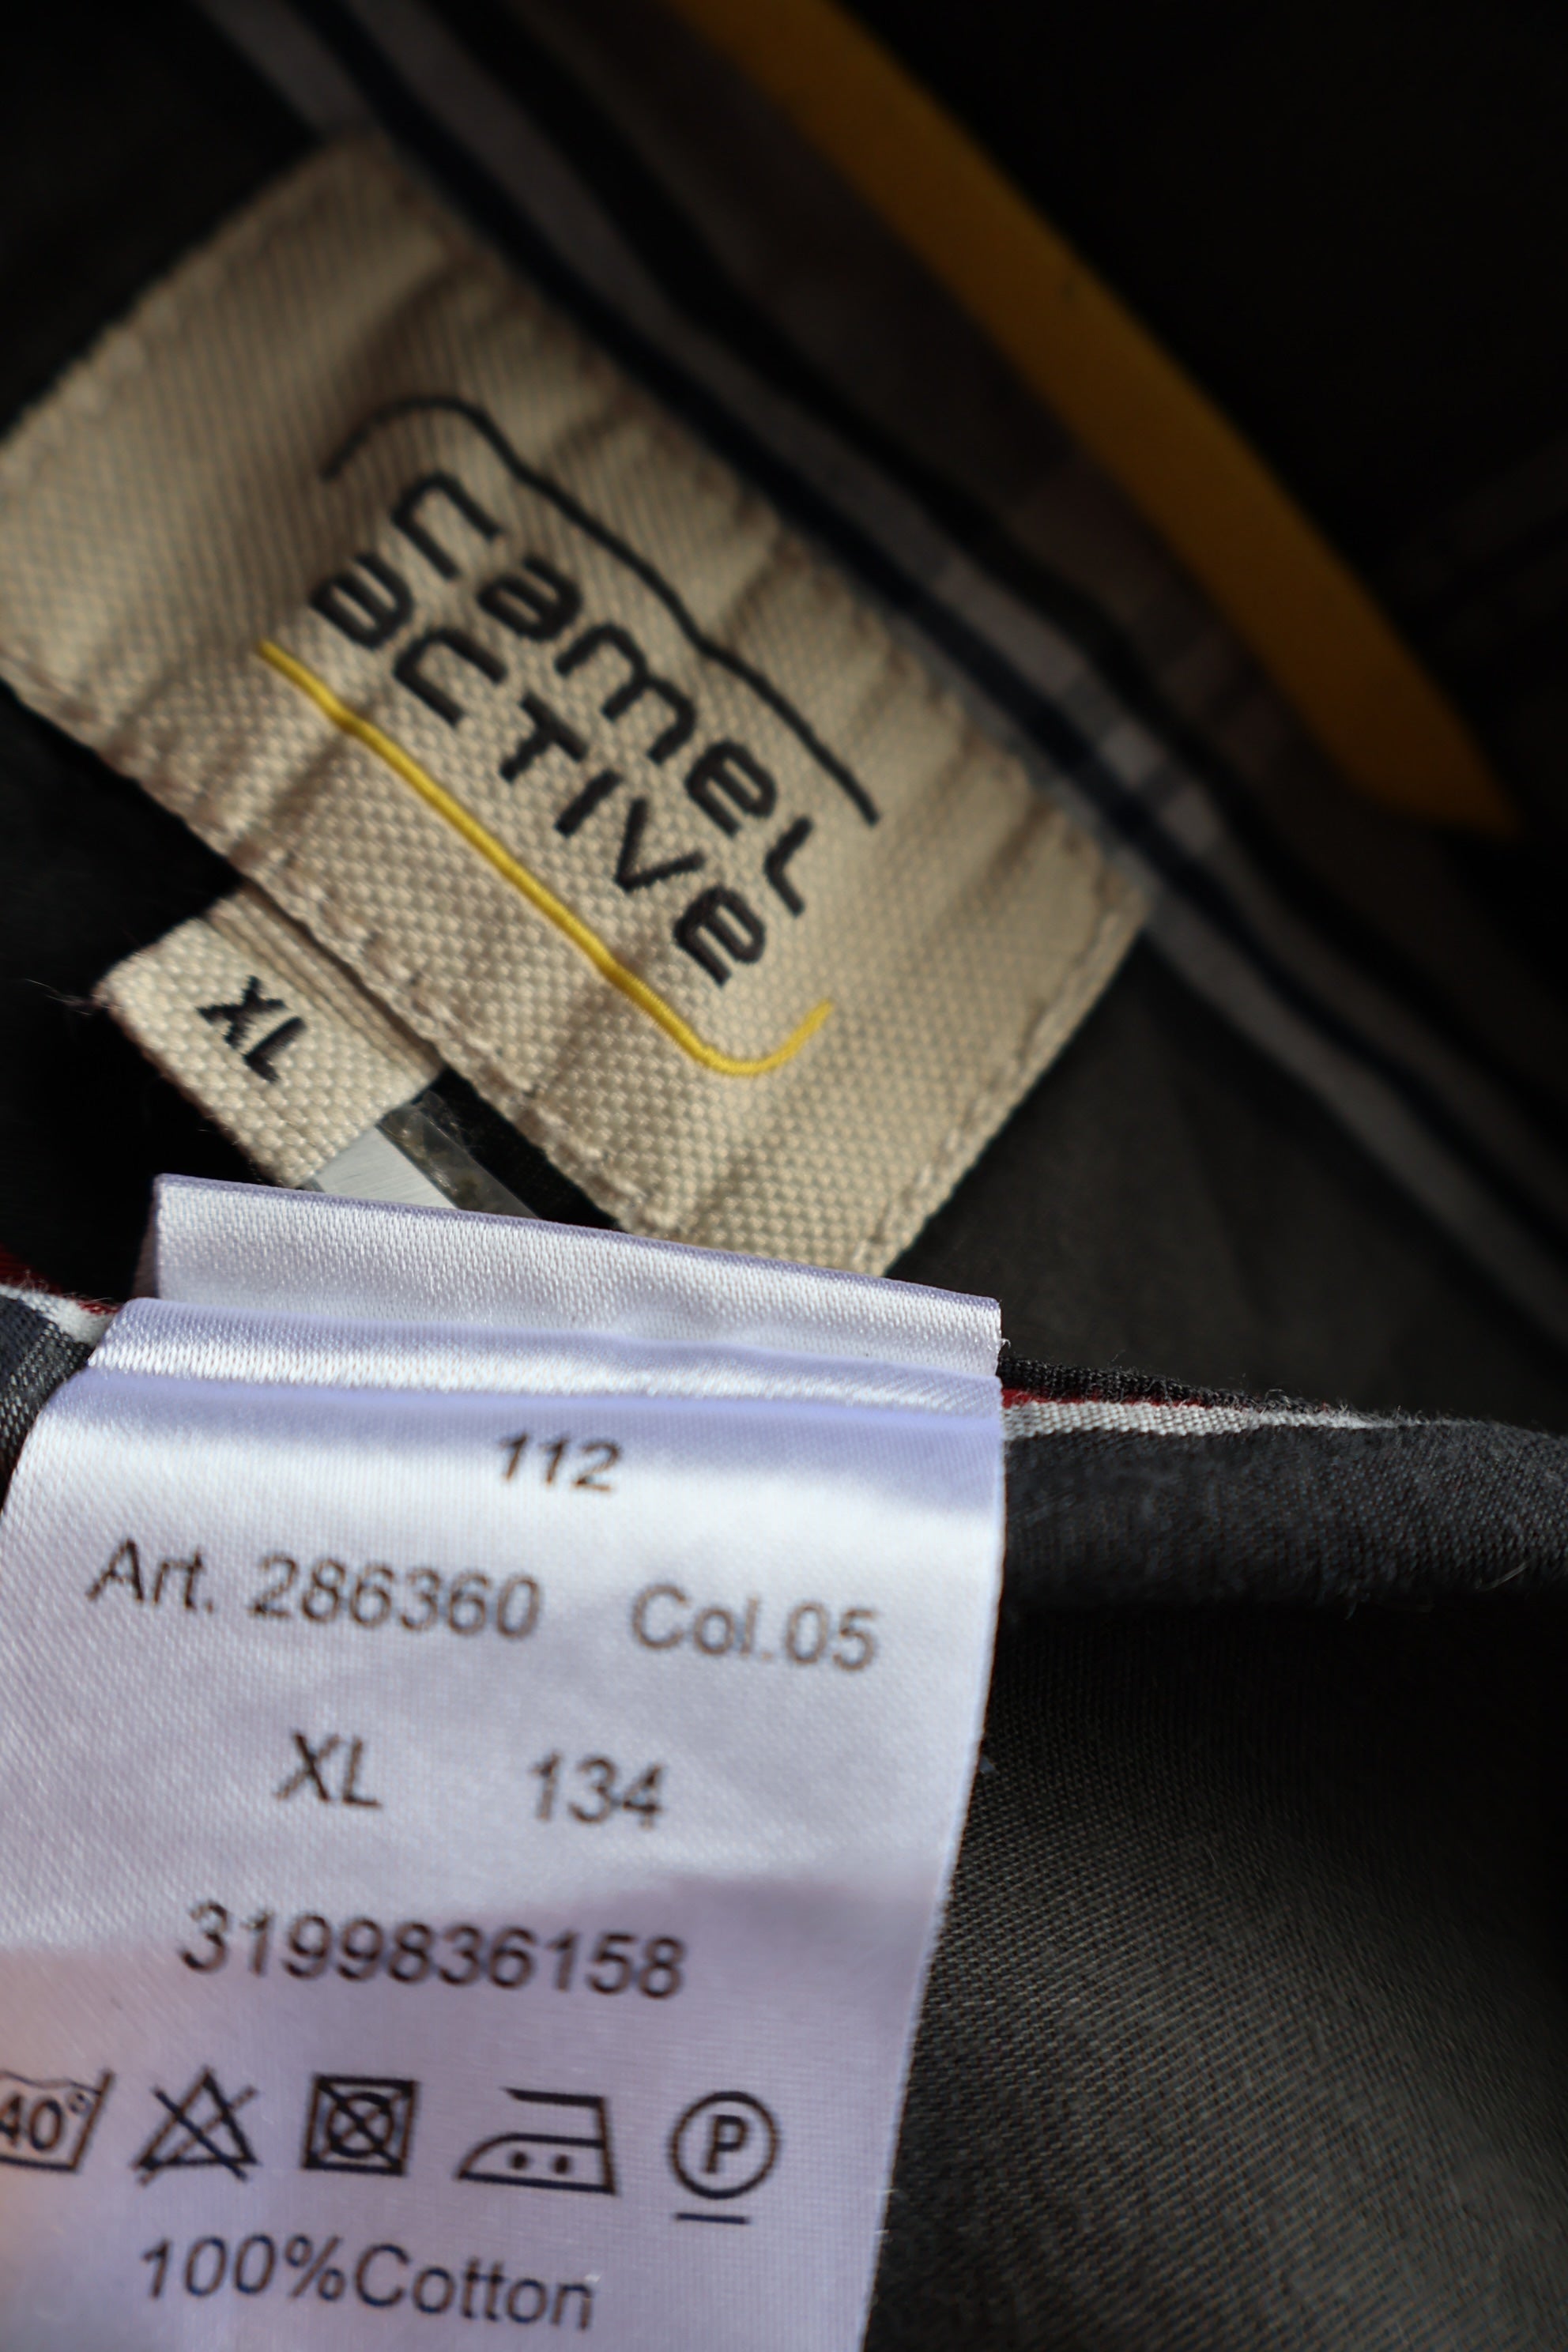 camel
active
XL
112
Art. 286360 Col.05
XL 134
3199836158
40°
P
100%Cotton